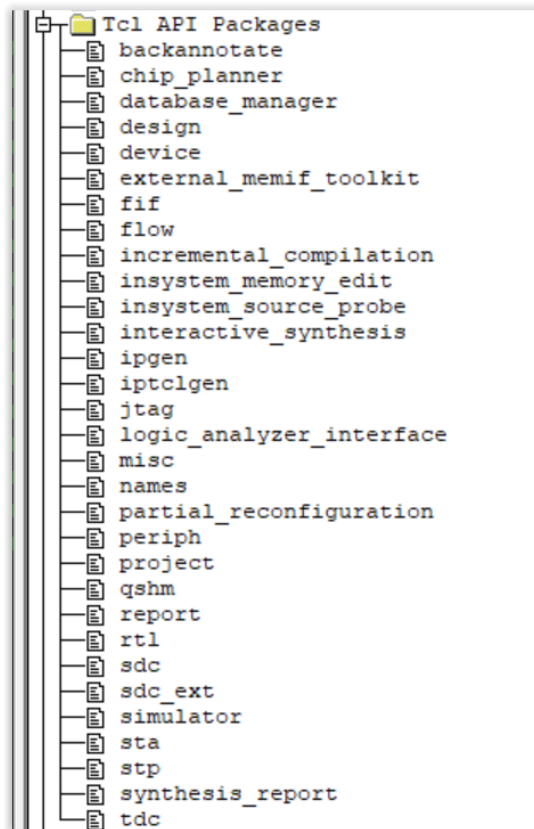 Tcl API Packages
backannotate
chip_planner
database_manager
design
device
external_memif_toolkit
fif
flow
incremental_compilation
insystem_memory_edit
insystem_source_probe
interactive_synthesis
ipgen
iptclgen
jtag
logic_analyzer_interface
misc
names
partial_reconfiguration
periph
project
qshm
report
rtl
sdc
sdc_ext
simulator
sta
stp
synthesis_report
tdc